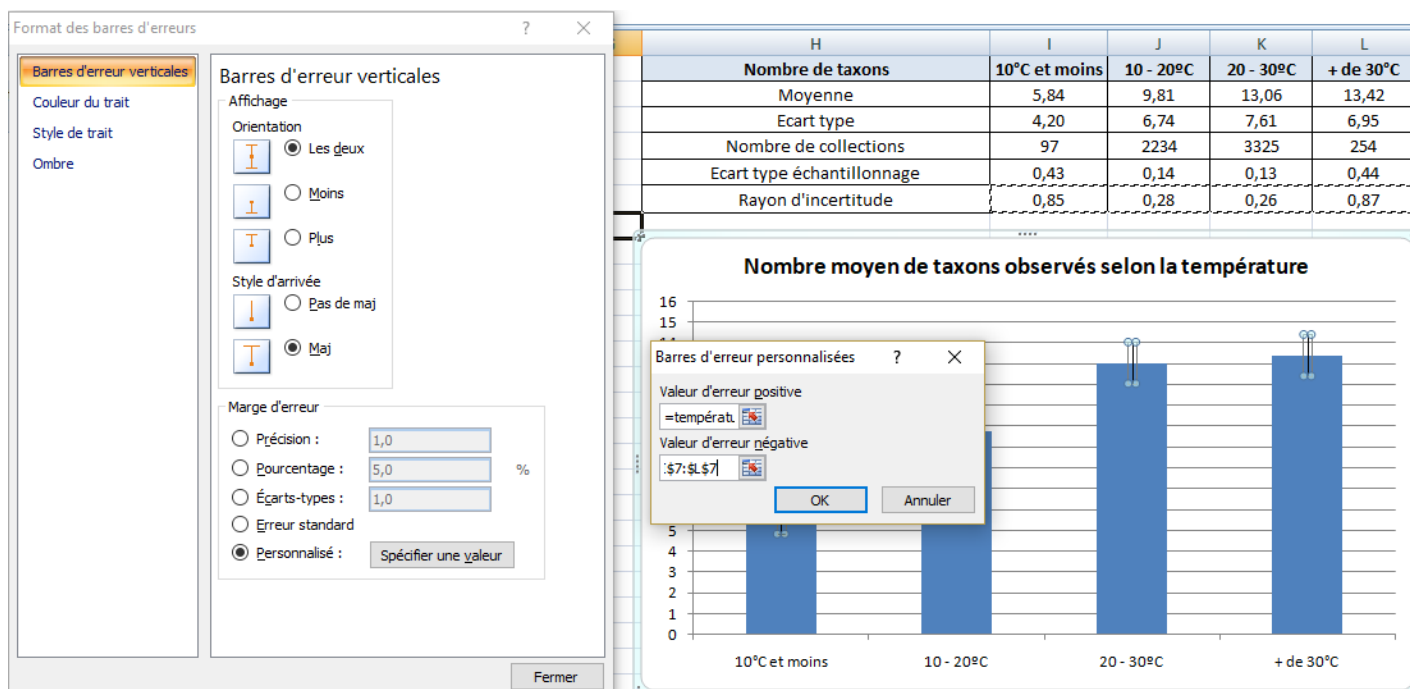 Format des barres d'erreurs ?
Barres d'erreur verticales
Couleur du trait
Style de trait
Ombre
Barres d'erreur verticales
Affichage
Orientation
Les deux
Moins
Plus
Style d'arrivée
Pas de maj
Maj
Marge d'erreur
Précision : 1,0
Pourcentage : 5,0 %
Écarts-types : 1,0
Erreur standard
Personnalisé : Spécifier une valeur
Fermer
H I J K L
Nombre de taxons 10°C et moins 10 - 20ºC 20 - 30ºC + de 30°C
Moyenne 5,84 9,81 13,06 13,42
Ecart type 4,20 6,74 7,61 6,95
Nombre de collections 97 2234 3325 254
Ecart type échantillonnage 0,43 0,14 0,13 0,44
Rayon d'incertitude 0,85 0,28 0,26 0,87
Nombre moyen de taxons observés selon la température
16
15
Barres d'erreur personnalisées ?
Valeur d'erreur positive
=températu
Valeur d'erreur négative
$7:$L$7
OK Annuler
5
4
3
2
1
0
10°C et moins 10 - 20ºC 20 - 30ºC + de 30°C